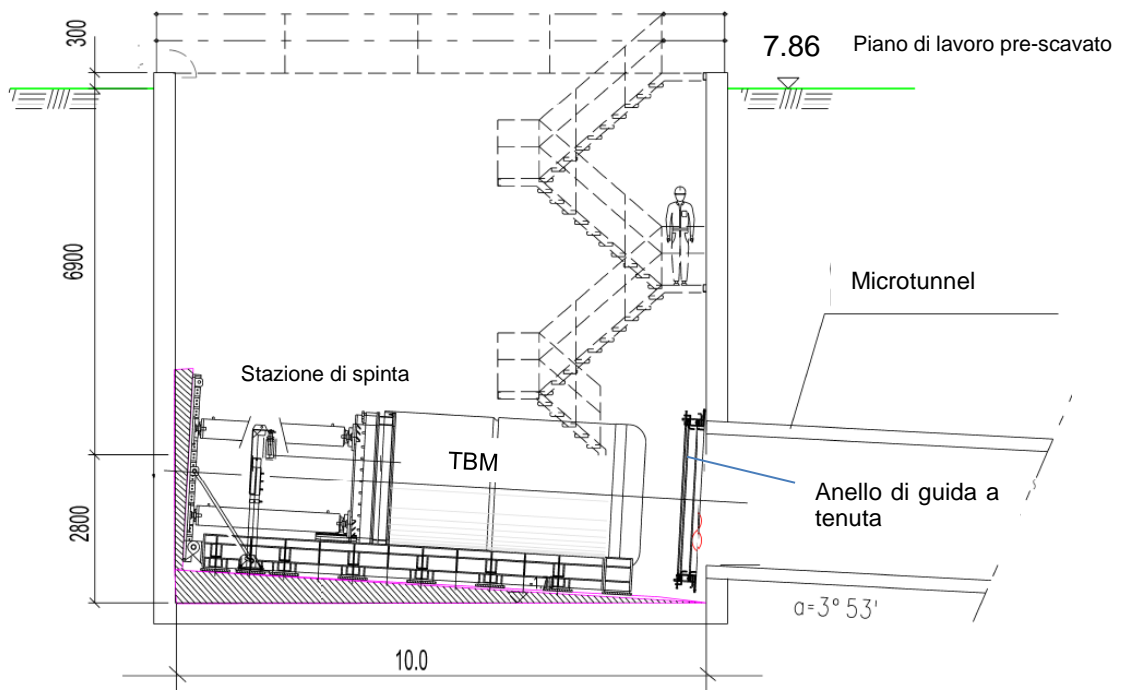 300
7.86 Piano di lavoro pre-scavato
6900
Microtunnel
Stazione di spinta
TBM
Anello di guida a
tenuta
2800
a=3°53'
10.0